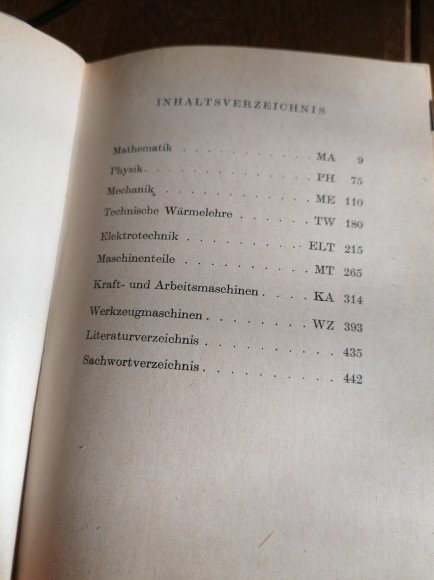 INHALTSVERZEICHNIS
Mathematik . . . . . . . . . . MA 9
Physik . . . . . . . . . . . . PH 75
Mechanik . . . . . . . . . . . ME 110
Technische Wärmelehre . . . . . . TW 180
Elektrotechnik . . . . . . . . ELT 215
Maschinenteile . . . . . . . . MT 265
Kraft- und Arbeitsmaschinen . . . . KA 314
Werkzeugmaschinen . . . . . . . WZ 393
Literaturverzeichnis . . . . . . . . . 435
Sachwortverzeichnis . . . . . . . . . . 442